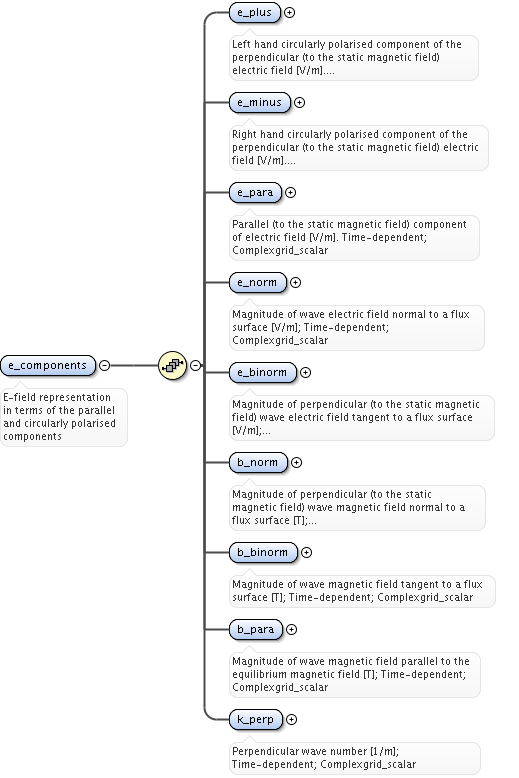 e_plus
Left hand circularly polarised component of the
perpendicular (to the static magnetic field)
electric field [V/m]....
e_minus
Right hand circularly polarised component of the
perpendicular (to the static magnetic field) electric
field [V/m]....
e_para
Parallel (to the static magnetic field) component
of electric field [V/m]. Time-dependent;
Complexgrid_scalar
e_norm
Magnitude of wave electric field normal to a flux
surface [V/m]; Time-dependent;
Complexgrid_scalar
e_components
E-field representation
in terms of the parallel
and circularly polarised
components
e_binorm
Magnitude of perpendicular (to the static magnetic
field) wave electric field tangent to a flux surface
[V/m];...
b_norm
Magnitude of perpendicular (to the static
magnetic field) wave magnetic field normal to a
flux surface [T];...
b_binorm
Magnitude of wave magnetic field tangent to a flux
surface [T]; Time-dependent; Complexgrid_scalar
b_para
Magnitude of wave magnetic field parallel to the
equilibrium magnetic field [T]; Time-dependent;
Complexgrid_scalar
k_perp
Perpendicular wave number [1/m];
Time-dependent; Complexgrid_scalar